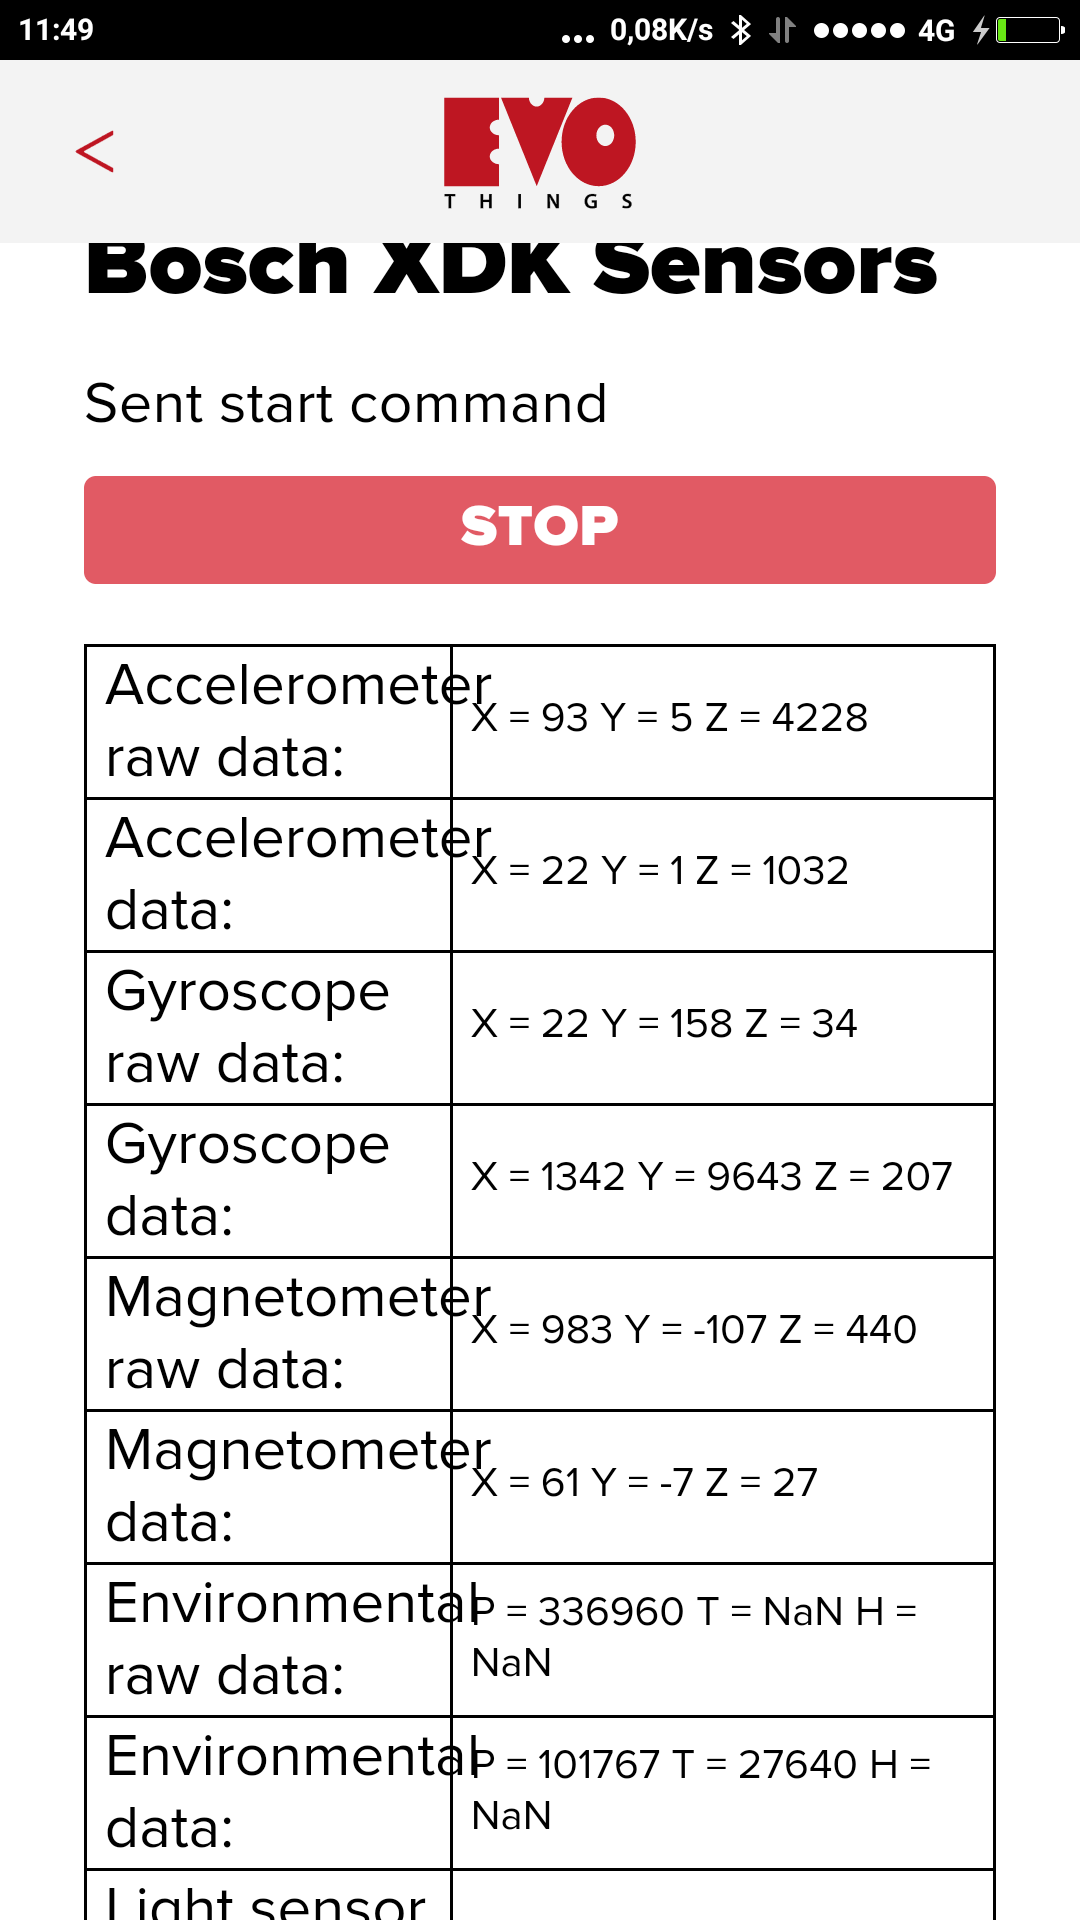 11:49 ... 0,08K/s 4G
<
EVO
THINGS
Bosch XDK Sensors
Sent start command
STOP
Accelerometer
raw data:
X = 93 Y = 5 Z = 4228
Accelerometer
data:
X = 22 Y = 1 Z = 1032
Gyroscope
raw data:
X = 22 Y = 158 Z = 34
Gyroscope
data:
X = 1342 Y = 9643 Z = 207
Magnetometer
raw data:
X = 983 Y = -107 Z = 440
Magnetometer
data:
X = 61 Y = -7 Z = 27
Environmental
raw data:
P = 336960 T = NaN H =
NaN
Environmental
data:
P = 101767 T = 27640 H =
NaN
Light sensor